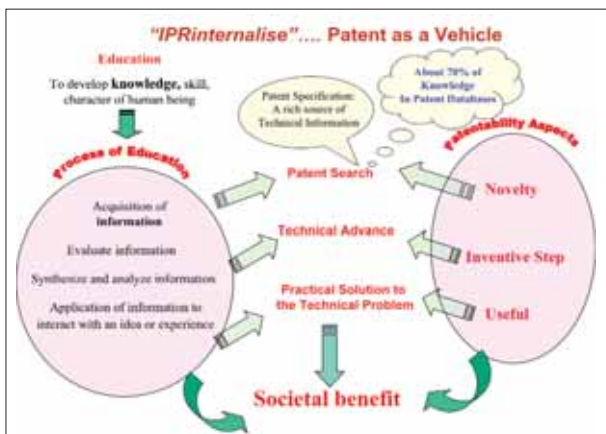 "IPRinternalise".... Patent as a Vehicle
Education
To develop knowledge, skill,
character of human being
Patent Specification:
A rich source of
Technical Information
About 70% of
Knowledge
In Patent Databases
Process of Education
Patentability Aspects
Acquisition of
information
Evaluate information
Synthesize and analyze information
Application of information to
interact with an idea or experience
Patent Search
Technical Advance
Practical Solution to
the Technical Problem
Novelty
Inventive Step
Useful
Societal benefit